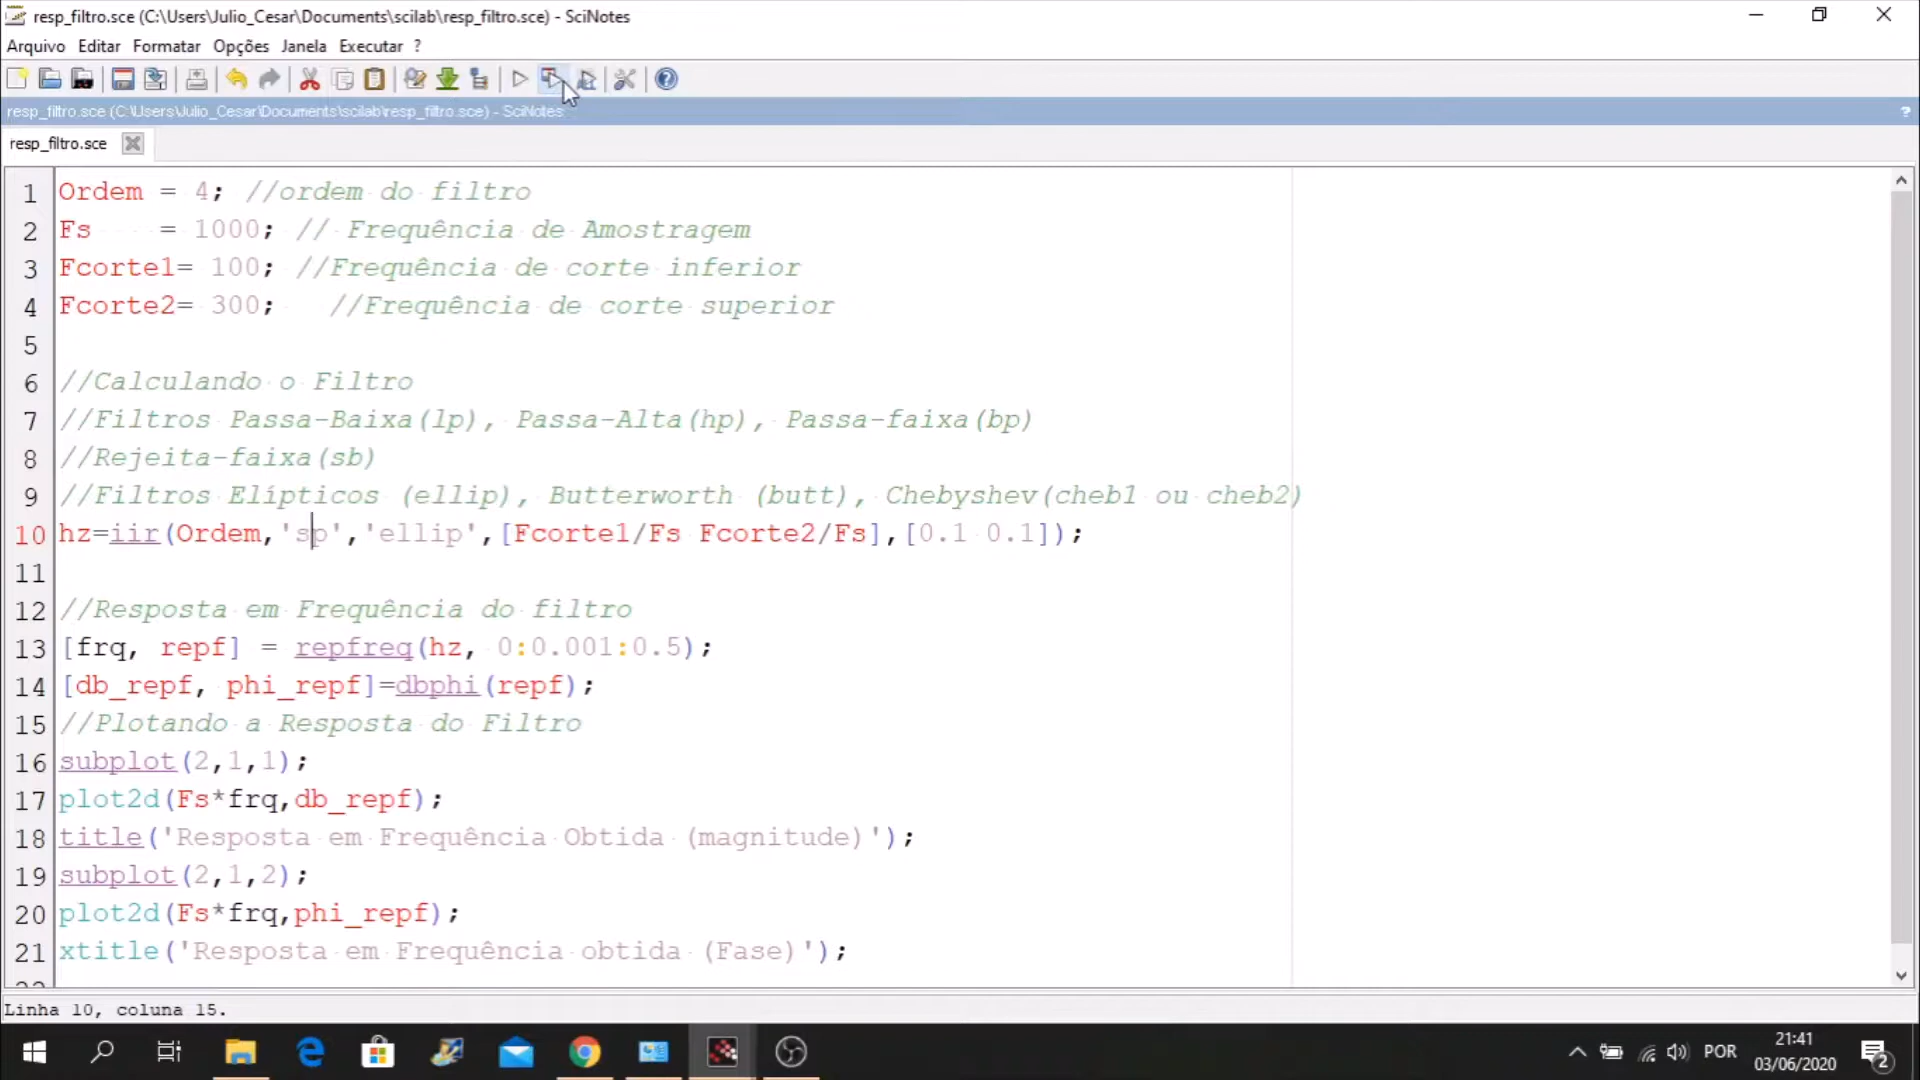 resp_filtro.sce (C:\Users\Julio_Cesar\Documents\scilab\resp_filtro.sce) - SciNotes
Arquivo Editar Formatar Opções Janela Executar ?
resp_filtro.sce (C:\Users\Julio_Cesar\Documents\scilab\resp_filtro.sce) - SciNotes ?
resp_filtro.sce
1 Ordem = 4; //ordem do filtro
2 Fs = 1000; // Frequência de Amostragem
3 Fcorte1= 100; //Frequência de corte inferior
4 Fcorte2= 300; //Frequência de corte superior
5
6 //Calculando o Filtro
7 //Filtros Passa-Baixa(lp), Passa-Alta(hp), Passa-faixa(bp)
8 //Rejeita-faixa(sb)
9 //Filtros Elípticos (ellip), Butterworth (butt), Chebyshev(cheb1 ou cheb2)
10 hz=iir(Ordem,'sp','ellip',[Fcorte1/Fs Fcorte2/Fs],[0.1 0.1]);
11
12 //Resposta em Frequência do filtro
13 [frq, repf] = repfreq(hz, 0:0.001:0.5);
14 [db_repf, phi_repf]=dbphi(repf);
15 //Plotando a Resposta do Filtro
16 subplot(2,1,1);
17 plot2d(Fs*frq,db_repf);
18 title('Resposta em Frequência Obtida (magnitude)');
19 subplot(2,1,2);
20 plot2d(Fs*frq,phi_repf);
21 xtitle('Resposta em Frequência obtida (Fase)');
Linha 10, coluna 15.
POR
21:41
03/06/2020
2